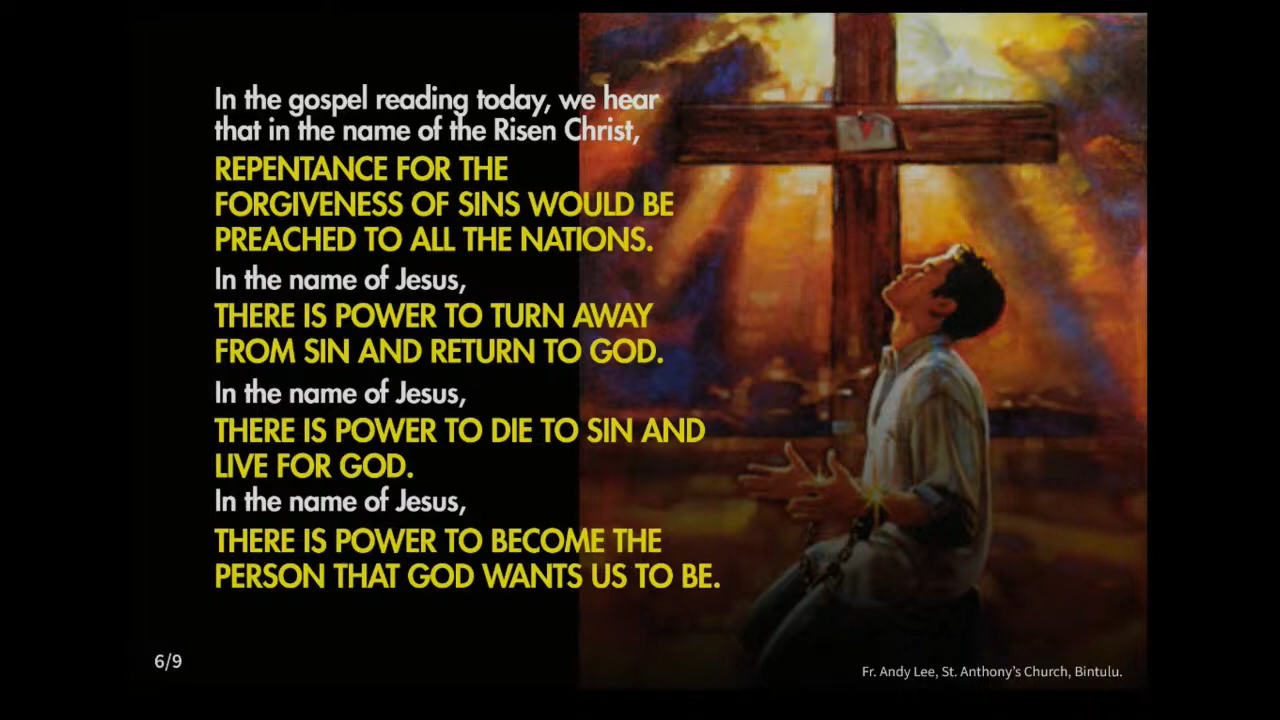 In the gospel reading today, we hear
that in the name of the Risen Christ,
REPENTANCE FOR THE
FORGIVENESS OF SINS WOULD BE
PREACHED TO ALL THE NATIONS.
In the name of Jesus,
THERE IS POWER TO TURN AWAY
FROM SIN AND RETURN TO GOD.
In the name of Jesus,
THERE IS POWER TO DIE TO SIN AND
LIVE FOR GOD.
In the name of Jesus,
THERE IS POWER TO BECOME THE
PERSON THAT GOD WANTS US TO BE.
6/9
Fr. Andy Lee, St. Anthony's Church, Bintulu.